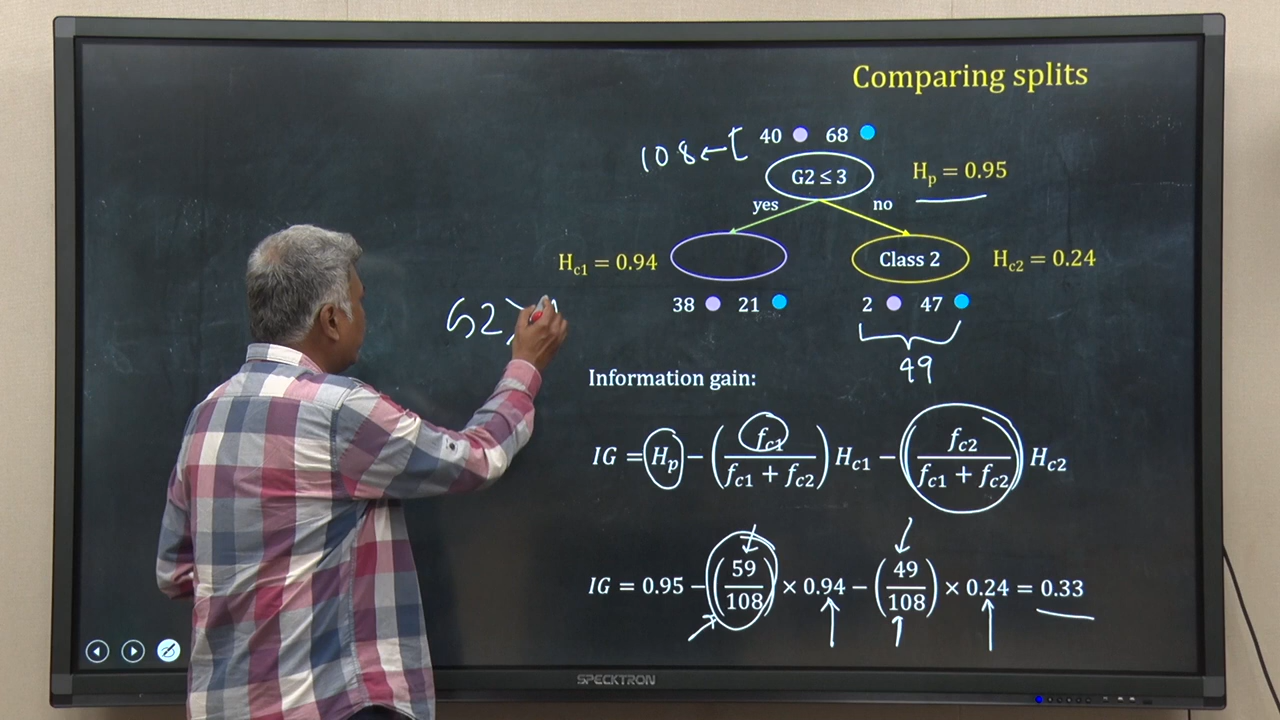 Comparing splits
108 ← [ 40 68
G2 ≤ 3
H_p = 0.95
yes no
H_c1 = 0.94
Class 2
H_c2 = 0.24
38 21 2 47
G2 >
49
Information gain:
IG = H_p − (f_c1 / (f_c1 + f_c2)) H_c1 − (f_c2 / (f_c1 + f_c2)) H_c2
IG = 0.95 − (59/108) × 0.94 − (49/108) × 0.24 = 0.33
SPECKTRON